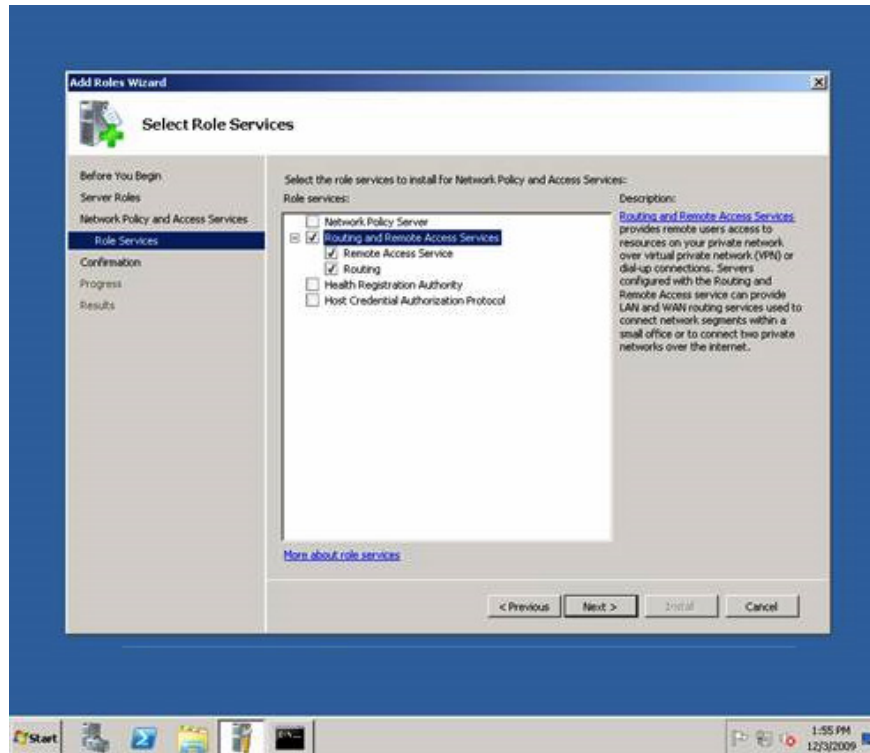 Add Roles Wizard
Select Role Services
Before You Begin
Server Roles
Network Policy and Access Services
Role Services
Confirmation
Progress
Results
Select the role services to install for Network Policy and Access Services:
Role services:
Network Policy Server
Routing and Remote Access Services
Remote Access Service
Routing
Health Registration Authority
Host Credential Authorization Protocol
More about role services
Description:
Routing and Remote Access Services
provides remote users access to
resources on your private network
over virtual private network (VPN) or
dial-up connections. Servers
configured with the Routing and
Remote Access service can provide
LAN and WAN routing services used to
connect network segments within a
small office or to connect two private
networks over the internet.
< Previous
Next >
Install
Cancel
Start
1:55 PM
12/3/2009